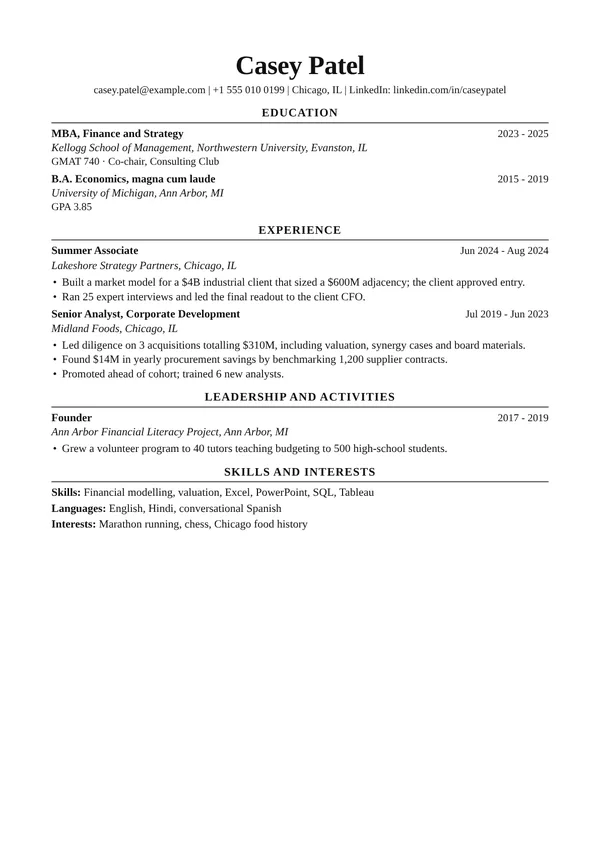 Casey Patel
casey.patel@example.com | +1 555 010 0199 | Chicago, IL | LinkedIn: linkedin.com/in/caseypatel
EDUCATION
MBA, Finance and Strategy 2023 - 2025
Kellogg School of Management, Northwestern University, Evanston, IL
GMAT 740 · Co-chair, Consulting Club
B.A. Economics, magna cum laude 2015 - 2019
University of Michigan, Ann Arbor, MI
GPA 3.85
EXPERIENCE
Summer Associate Jun 2024 - Aug 2024
Lakeshore Strategy Partners, Chicago, IL
• Built a market model for a $4B industrial client that sized a $600M adjacency; the client approved entry.
• Ran 25 expert interviews and led the final readout to the client CFO.
Senior Analyst, Corporate Development Jul 2019 - Jun 2023
Midland Foods, Chicago, IL
• Led diligence on 3 acquisitions totalling $310M, including valuation, synergy cases and board materials.
• Found $14M in yearly procurement savings by benchmarking 1,200 supplier contracts.
• Promoted ahead of cohort; trained 6 new analysts.
LEADERSHIP AND ACTIVITIES
Founder 2017 - 2019
Ann Arbor Financial Literacy Project, Ann Arbor, MI
• Grew a volunteer program to 40 tutors teaching budgeting to 500 high-school students.
SKILLS AND INTERESTS
Skills: Financial modelling, valuation, Excel, PowerPoint, SQL, Tableau
Languages: English, Hindi, conversational Spanish
Interests: Marathon running, chess, Chicago food history